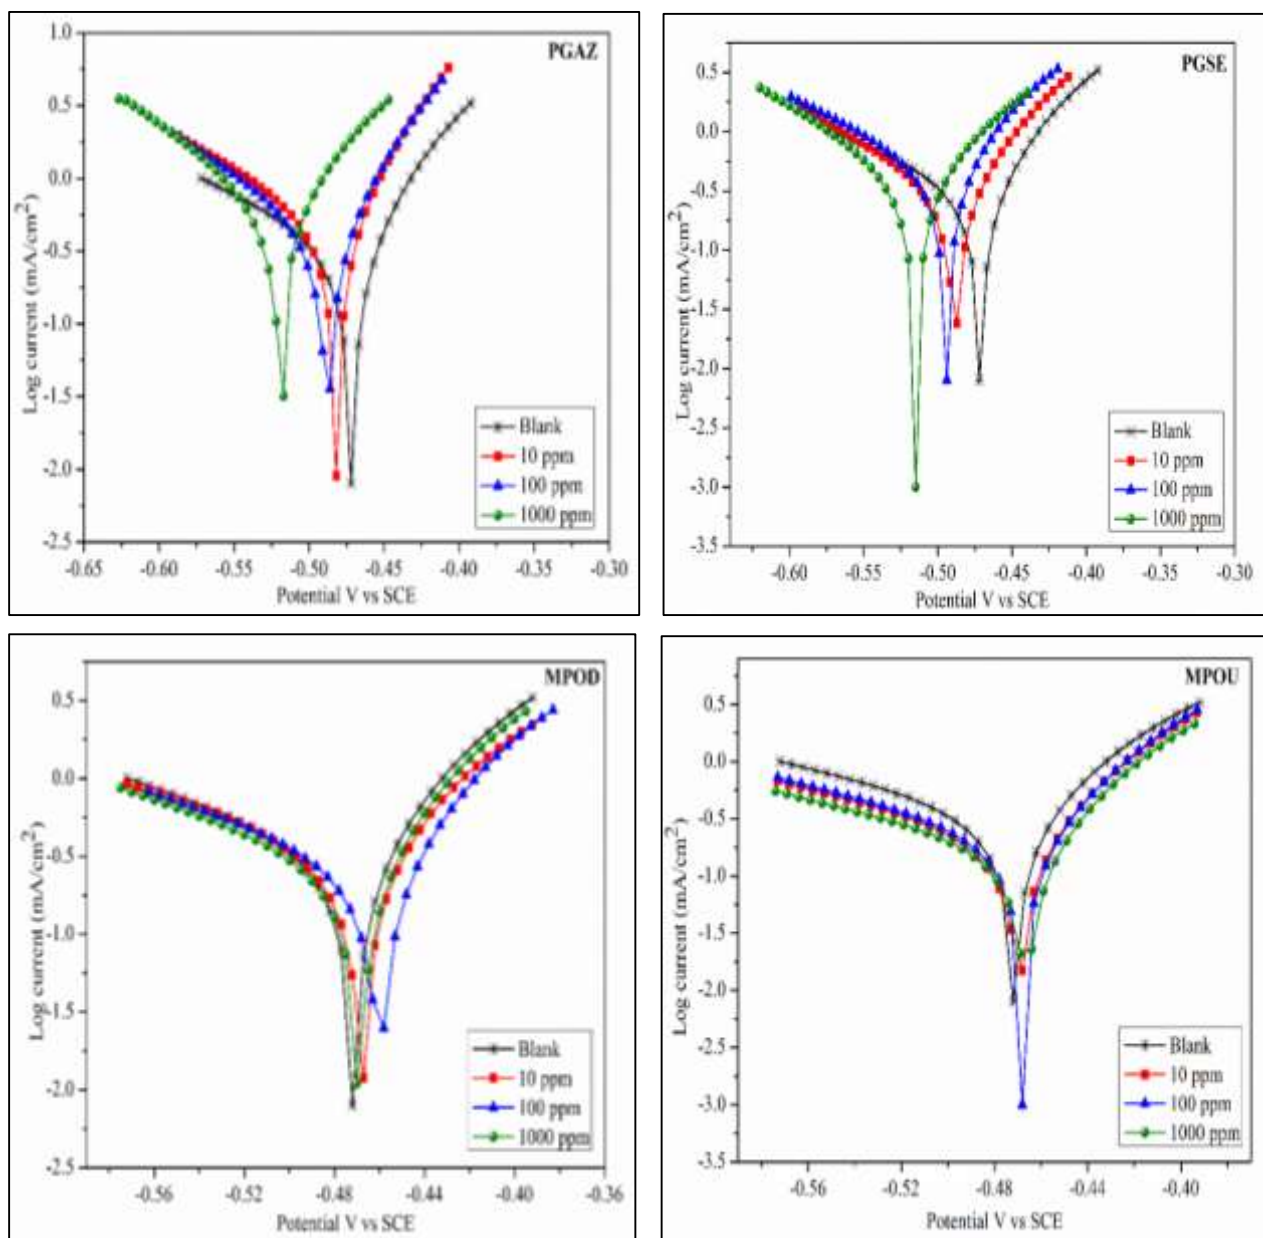 PGAZ
1.0
0.5
0.0
-0.5
-1.0
-1.5
-2.0
-2.5
Log current (mA/cm²)
-0.65 -0.60 -0.55 -0.50 -0.45 -0.40 -0.35 -0.30
Potential V vs SCE
Blank
10 ppm
100 ppm
1000 ppm
PGSE
0.5
0.0
-0.5
-1.0
-1.5
-2.0
-2.5
-3.0
-3.5
Log current (mA/cm²)
-0.60 -0.55 -0.50 -0.45 -0.40 -0.35 -0.30
Potential V vs SCE
Blank
10 ppm
100 ppm
1000 ppm
MPOD
0.5
0.0
-0.5
-1.0
-1.5
-2.0
-2.5
Log current (mA/cm²)
-0.56 -0.52 -0.48 -0.44 -0.40 -0.36
Potential V vs SCE
Blank
10 ppm
100 ppm
1000 ppm
MPOU
0.5
0.0
-0.5
-1.0
-1.5
-2.0
-2.5
-3.0
-3.5
Log current (mA/cm²)
-0.56 -0.52 -0.48 -0.44 -0.40
Potential V vs SCE
Blank
10 ppm
100 ppm
1000 ppm